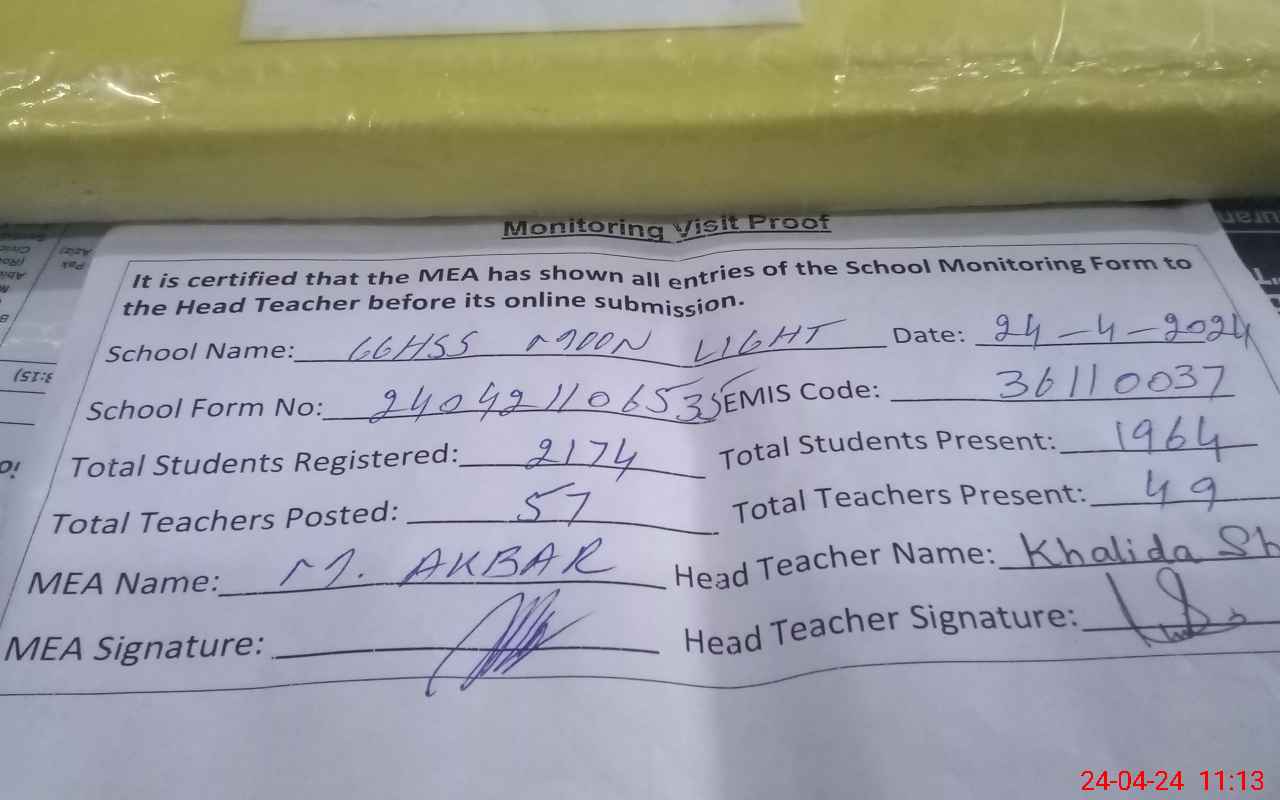 Monitoring Visit Proof
It is certified that the MEA has shown all entries of the School Monitoring Form to
the Head Teacher before its online submission.
School Name: GGHSS MOON LIGHT Date: 24-4-2024
School Form No: 24042110653 EMIS Code: 36110037
Total Students Registered: 2174 Total Students Present: 1964
Total Teachers Posted: 57 Total Teachers Present: 49
MEA Name: M. AKBAR Head Teacher Name: Khalida Sh
MEA Signature: Head Teacher Signature:
24-04-24 11:13